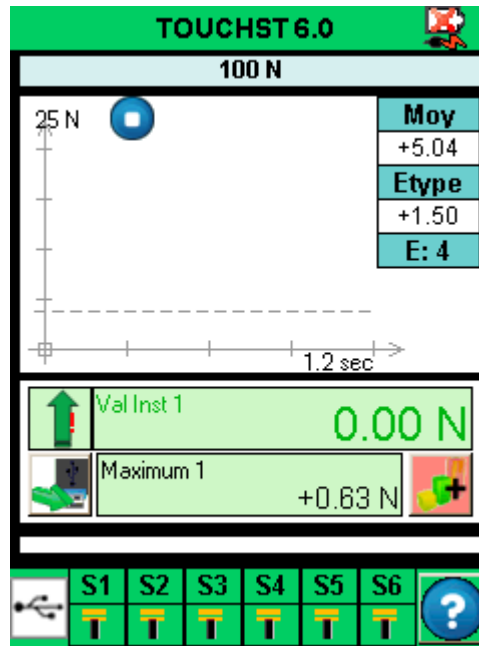 TOUCHST 6.0
100 N
25 N
Moy
+5.04
Etype
+1.50
E: 4
1.2 sec
Val Inst 1
0.00 N
Maximum 1
+0.63 N
S1 S2 S3 S4 S5 S6
?